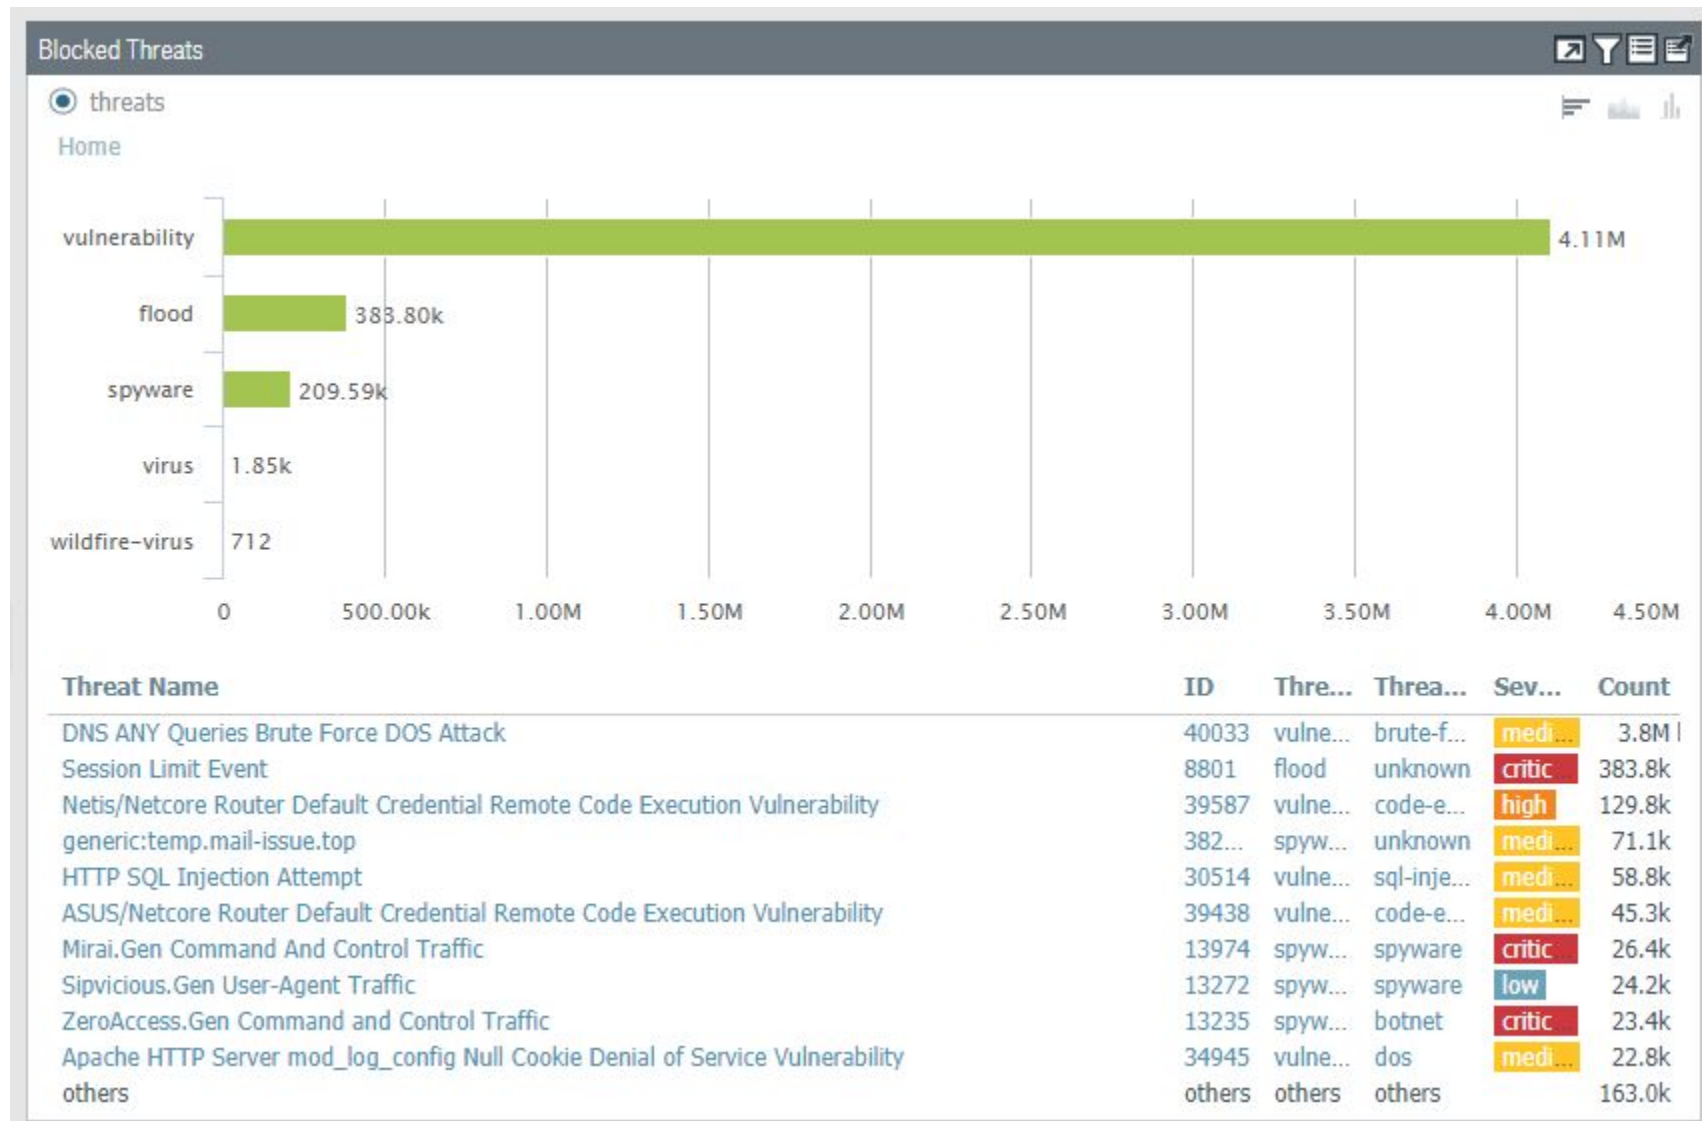 Blocked Threats
threats
Home
vulnerability 4.11M
flood 383.80k
spyware 209.59k
virus 1.85k
wildfire-virus 712
0 500.00k 1.00M 1.50M 2.00M 2.50M 3.00M 3.50M 4.00M 4.50M
Threat Name ID Thre... Threa... Sev... Count
DNS ANY Queries Brute Force DOS Attack 40033 vulne... brute-f... medi... 3.8M
Session Limit Event 8801 flood unknown critic 383.8k
Netis/Netcore Router Default Credential Remote Code Execution Vulnerability 39587 vulne... code-e... high 129.8k
generic:temp.mail-issue.top 382... spyw... unknown medi... 71.1k
HTTP SQL Injection Attempt 30514 vulne... sql-inje... medi... 58.8k
ASUS/Netcore Router Default Credential Remote Code Execution Vulnerability 39438 vulne... code-e... medi... 45.3k
Mirai.Gen Command And Control Traffic 13974 spyw... spyware critic 26.4k
Sipvicious.Gen User-Agent Traffic 13272 spyw... spyware low 24.2k
ZeroAccess.Gen Command and Control Traffic 13235 spyw... botnet critic 23.4k
Apache HTTP Server mod_log_config Null Cookie Denial of Service Vulnerability 34945 vulne... dos medi... 22.8k
others others others others 163.0k